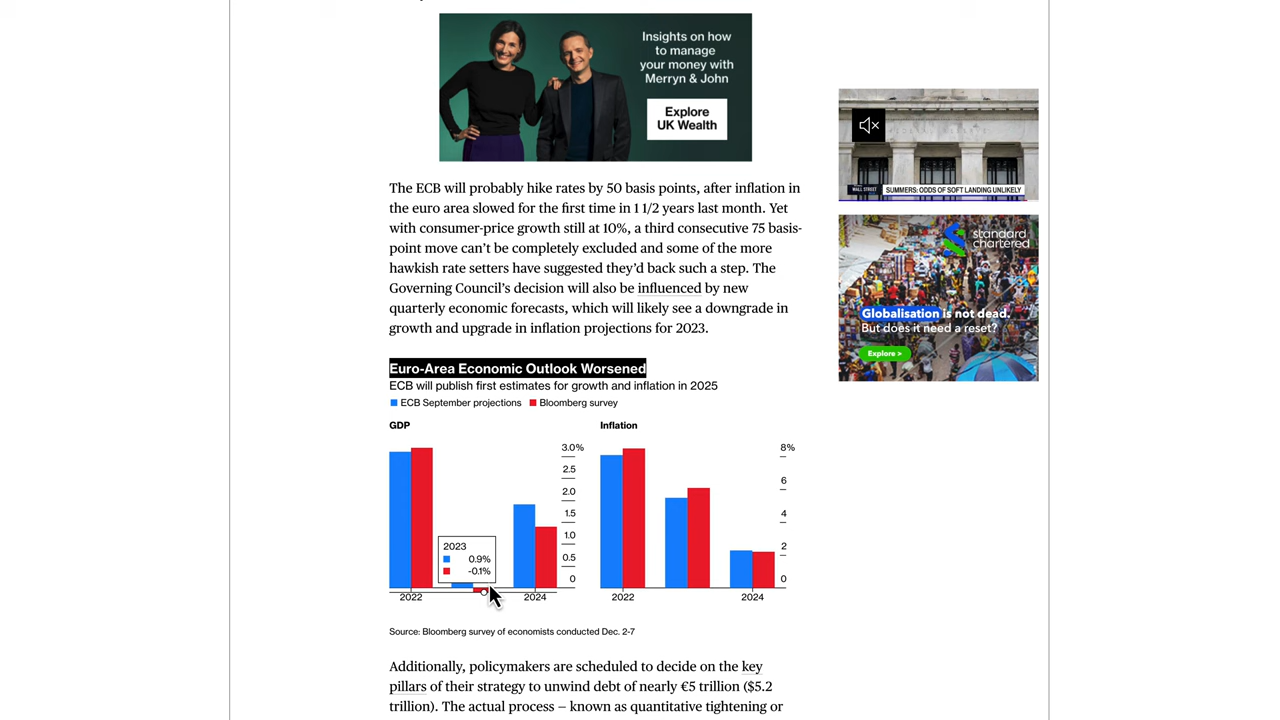 Insights on how
to manage
your money with
Merryn & John
Explore
UK Wealth
The ECB will probably hike rates by 50 basis points, after inflation in
the euro area slowed for the first time in 1 1/2 years last month. Yet
with consumer-price growth still at 10%, a third consecutive 75 basis-
point move can’t be completely excluded and some of the more
hawkish rate setters have suggested they’d back such a step. The
Governing Council’s decision will also be influenced by new
quarterly economic forecasts, which will likely see a downgrade in
growth and upgrade in inflation projections for 2023.
Euro-Area Economic Outlook Worsened
ECB will publish first estimates for growth and inflation in 2025
ECB September projections Bloomberg survey
GDP
3.0%
2.5
2.0
1.5
1.0
0.5
0
2023
0.9%
-0.1%
2022 2024
Inflation
8%
6
4
2
0
2022 2024
Source: Bloomberg survey of economists conducted Dec. 2-7
Additionally, policymakers are scheduled to decide on the key
pillars of their strategy to unwind debt of nearly €5 trillion ($5.2
trillion). The actual process – known as quantitative tightening or
WALL STREET
SUMMERS: ODDS OF SOFT LANDING UNLIKELY
standard
chartered
Globalisation is not dead.
But does it need a reset?
Explore >